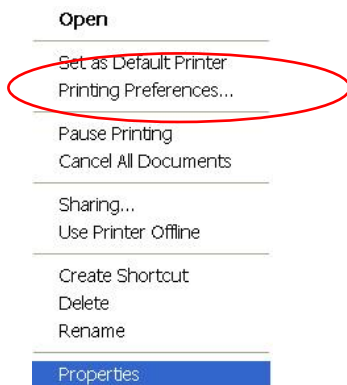 Open
Set as Default Printer
Printing Preferences...
Pause Printing
Cancel All Documents
Sharing...
Use Printer Offline
Create Shortcut
Delete
Rename
Properties